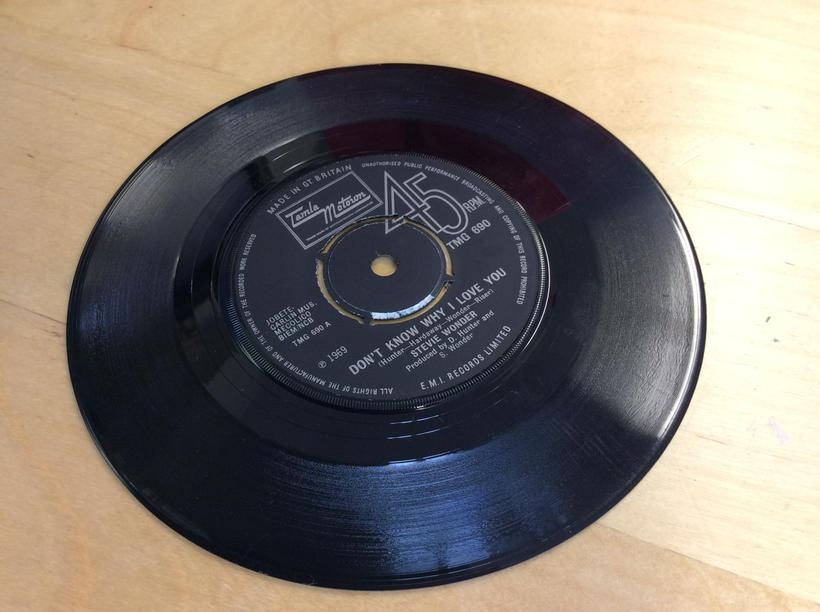 MADE IN GT BRITAIN
UNAUTHORISED PUBLIC PERFORMANCE BROADCASTING AND COPYING OF THIS RECORD PROHIBITED
ALL RIGHTS OF THE MANUFACTURER AND OF THE OWNER OF THE RECORDED WORK RESERVED
Tamla Motown
45 RPM
TMG 690
JOBETE,
CARLIN MUS.
MECOLICO
BIEM/NCB
TMG 690 A
℗ 1969
DON'T KNOW WHY I LOVE YOU
(Hunter—Hardaway—Wonder—Riser)
STEVIE WONDER
Produced by D. Hunter and
S. Wonder
E.M.I. RECORDS LIMITED